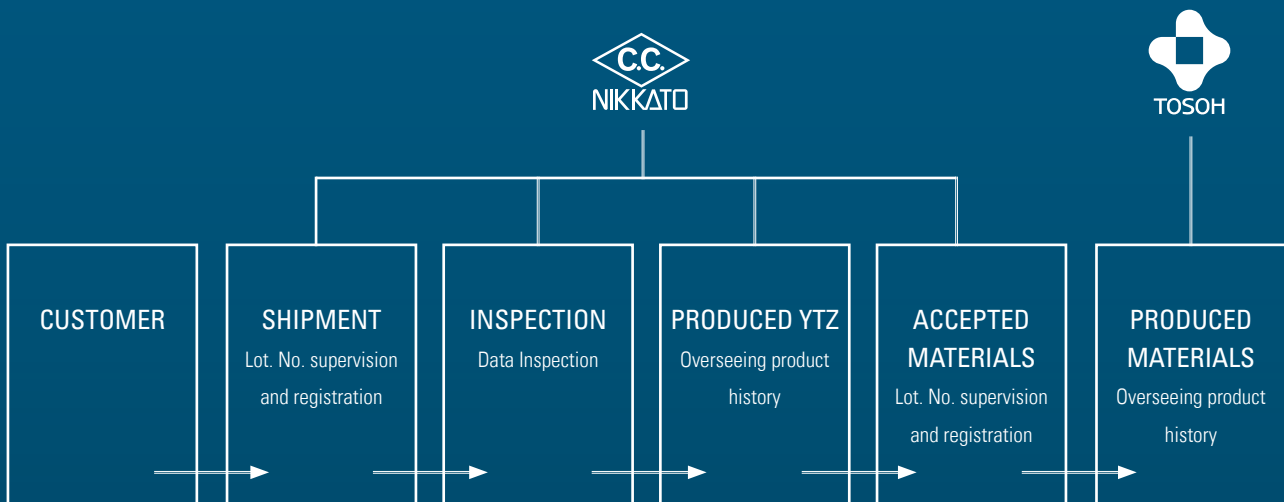 C.C.
NIKKATO
TOSOH
CUSTOMER
SHIPMENT
Lot. No. supervision
and registration
INSPECTION
Data Inspection
PRODUCED YTZ
Overseeing product
history
ACCEPTED
MATERIALS
Lot. No. supervision
and registration
PRODUCED
MATERIALS
Overseeing product
history